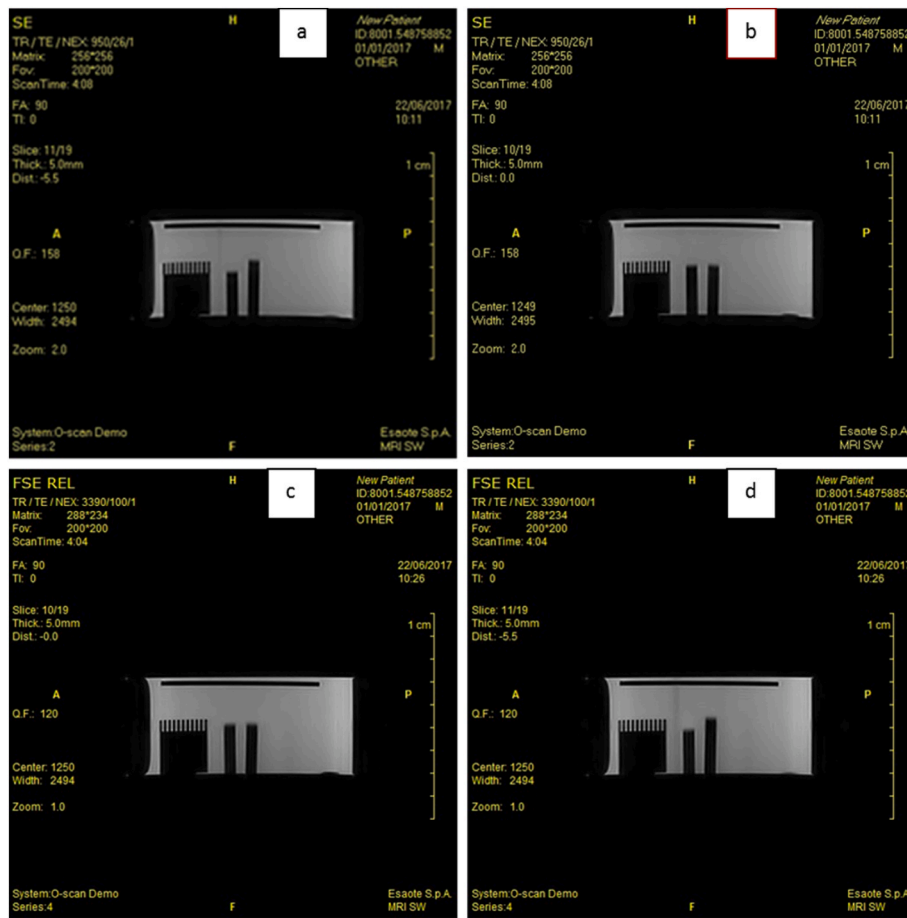 SE
TR / TE / NEX: 950/26/1
Matrix: 256*256
Fov: 200*200
ScanTime: 4:08
FA: 90
TI: 0
Slice: 11/19
Thick.: 5.0mm
Dist.: -5.5
A
Q.F.: 158
Center: 1250
Width: 2494
Zoom: 2.0
System:O-scan Demo
Series:2
H
a
New Patient
ID:8001.548758852
01/01/2017 M
OTHER
22/06/2017
10:11
1 cm
P
F
Esaote S.p.A.
MRI SW
SE
TR / TE / NEX: 950/26/1
Matrix: 256*256
Fov: 200*200
ScanTime: 4:08
FA: 90
TI: 0
Slice: 10/19
Thick.: 5.0mm
Dist.: 0.0
A
Q.F.: 158
Center: 1249
Width: 2495
Zoom: 2.0
System:O-scan Demo
Series:2
H
b
New Patient
ID:8001.548758852
01/01/2017 M
OTHER
22/06/2017
10:11
1 cm
P
F
Esaote S.p.A.
MRI SW
FSE REL
TR / TE / NEX: 3390/100/1
Matrix: 288*234
Fov: 200*200
ScanTime: 4:04
FA: 90
TI: 0
Slice: 10/19
Thick.: 5.0mm
Dist.: -0.0
A
Q.F.: 120
Center: 1250
Width: 2494
Zoom: 1.0
System:O-scan Demo
Series:4
H
c
New Patient
ID:8001.548758852
01/01/2017 M
OTHER
22/06/2017
10:26
1 cm
P
F
Esaote S.p.A.
MRI SW
FSE REL
TR / TE / NEX: 3390/100/1
Matrix: 288*234
Fov: 200*200
ScanTime: 4:04
FA: 90
TI: 0
Slice: 11/19
Thick.: 5.0mm
Dist.: -5.5
A
Q.F.: 120
Center: 1250
Width: 2494
Zoom: 1.0
System:O-scan Demo
Series:4
H
d
New Patient
ID:8001.548758852
01/01/2017 M
OTHER
22/06/2017
10:26
1 cm
P
F
Esaote S.p.A.
MRI SW